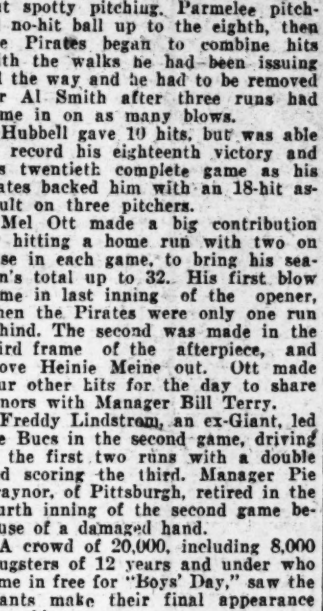 ut spotty pitching. Parmelee pitch-
no-hit ball up to the eighth, then
e Pirates began to combine hits
ith the walks he had been issuing
l the way and he had to be removed
r Al Smith after three runs had
me in on as many blows.
Hubbell gave 10 hits, but was able
record his eighteenth victory and
s twentieth complete game as his
ates backed him with an 18-hit as-
ult on three pitchers.
Mel Ott made a big contribution
hitting a home run with two on
se in each game, to bring his sea-
n's total up to 32. His first blow
me in last inning of the opener,
hen the Pirates were only one run
hind. The second was made in the
ird frame of the afterpiece, and
ove Heinie Meine out. Ott made
ur other hits for the day to share
nors with Manager Bill Terry.
Freddy Lindstrom, an ex-Giant, led
e Bucs in the second game, driving
the first two runs with a double
d scoring the third. Manager Pie
aynor, of Pittsburgh, retired in the
urth inning of the second game be-
use of a damaged hand.
A crowd of 20,000, including 8,000
ugsters of 12 years and under who
me in free for "Boys' Day," saw the
ants make their final appearance